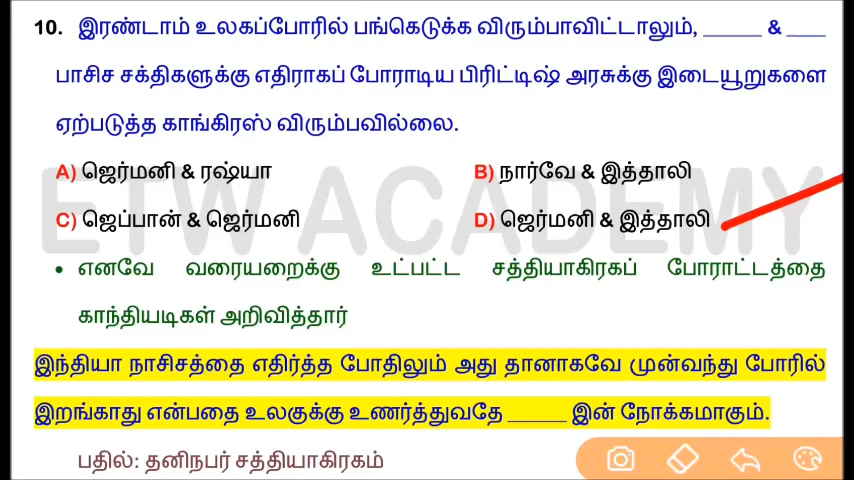 10. இரண்டாம் உலகப்போரில் பங்கெடுக்க விரும்பாவிட்டாலும், ______ & ____
பாசிச சக்திகளுக்கு எதிராகப் போராடிய பிரிட்டிஷ் அரசுக்கு இடையூறுகளை
ஏற்படுத்த காங்கிரஸ் விரும்பவில்லை.
A) ஜெர்மனி & ரஷ்யா B) நார்வே & இத்தாலி
ETW ACADEMY
C) ஜெப்பான் & ஜெர்மனி D) ஜெர்மனி & இத்தாலி
• எனவே வரையறைக்கு உட்பட்ட சத்தியாகிரகப் போராட்டத்தை
காந்தியடிகள் அறிவித்தார்
இந்தியா நாசிசத்தை எதிர்த்த போதிலும் அது தானாகவே முன்வந்து போரில்
இறங்காது என்பதை உலகுக்கு உணர்த்துவதே ______ இன் நோக்கமாகும்.
பதில்: தனிநபர் சத்தியாகிரகம்